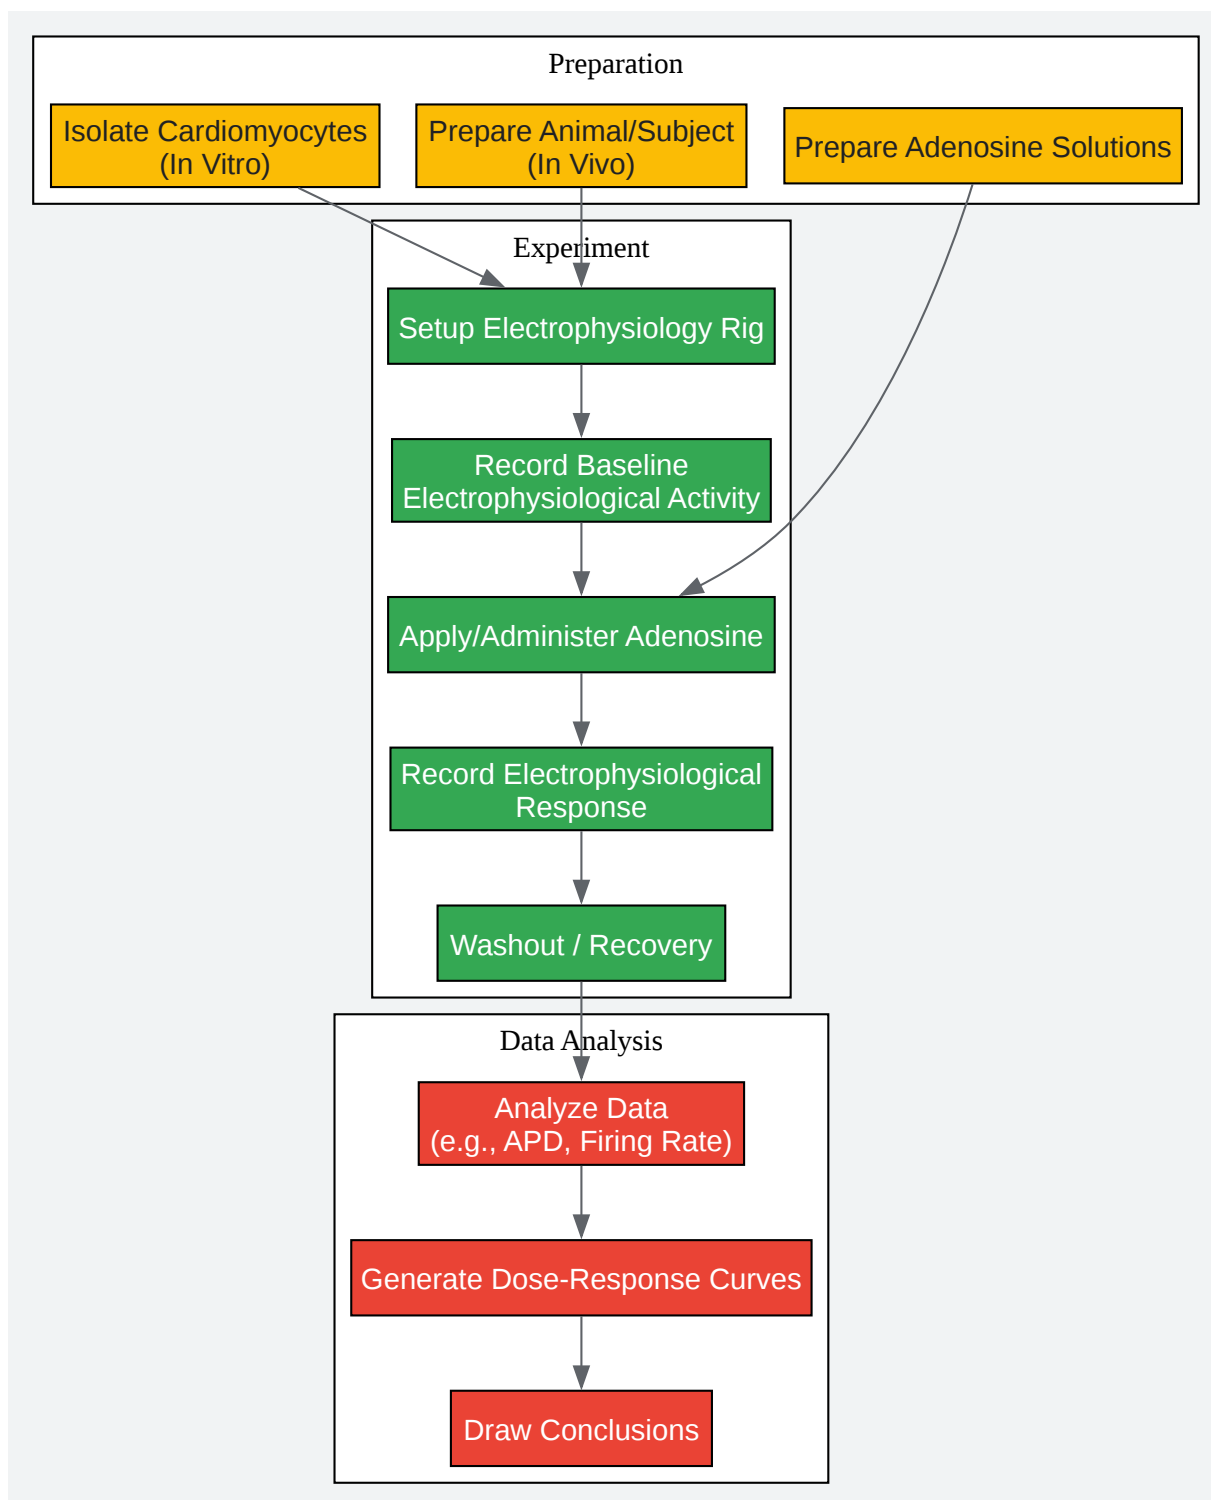 Preparation
Isolate Cardiomyocytes
(In Vitro)
Prepare Animal/Subject
(In Vivo)
Prepare Adenosine Solutions
Experiment
Setup Electrophysiology Rig
Record Baseline
Electrophysiological Activity
Apply/Administer Adenosine
Record Electrophysiological
Response
Washout / Recovery
Data Analysis
Analyze Data
(e.g., APD, Firing Rate)
Generate Dose-Response Curves
Draw Conclusions